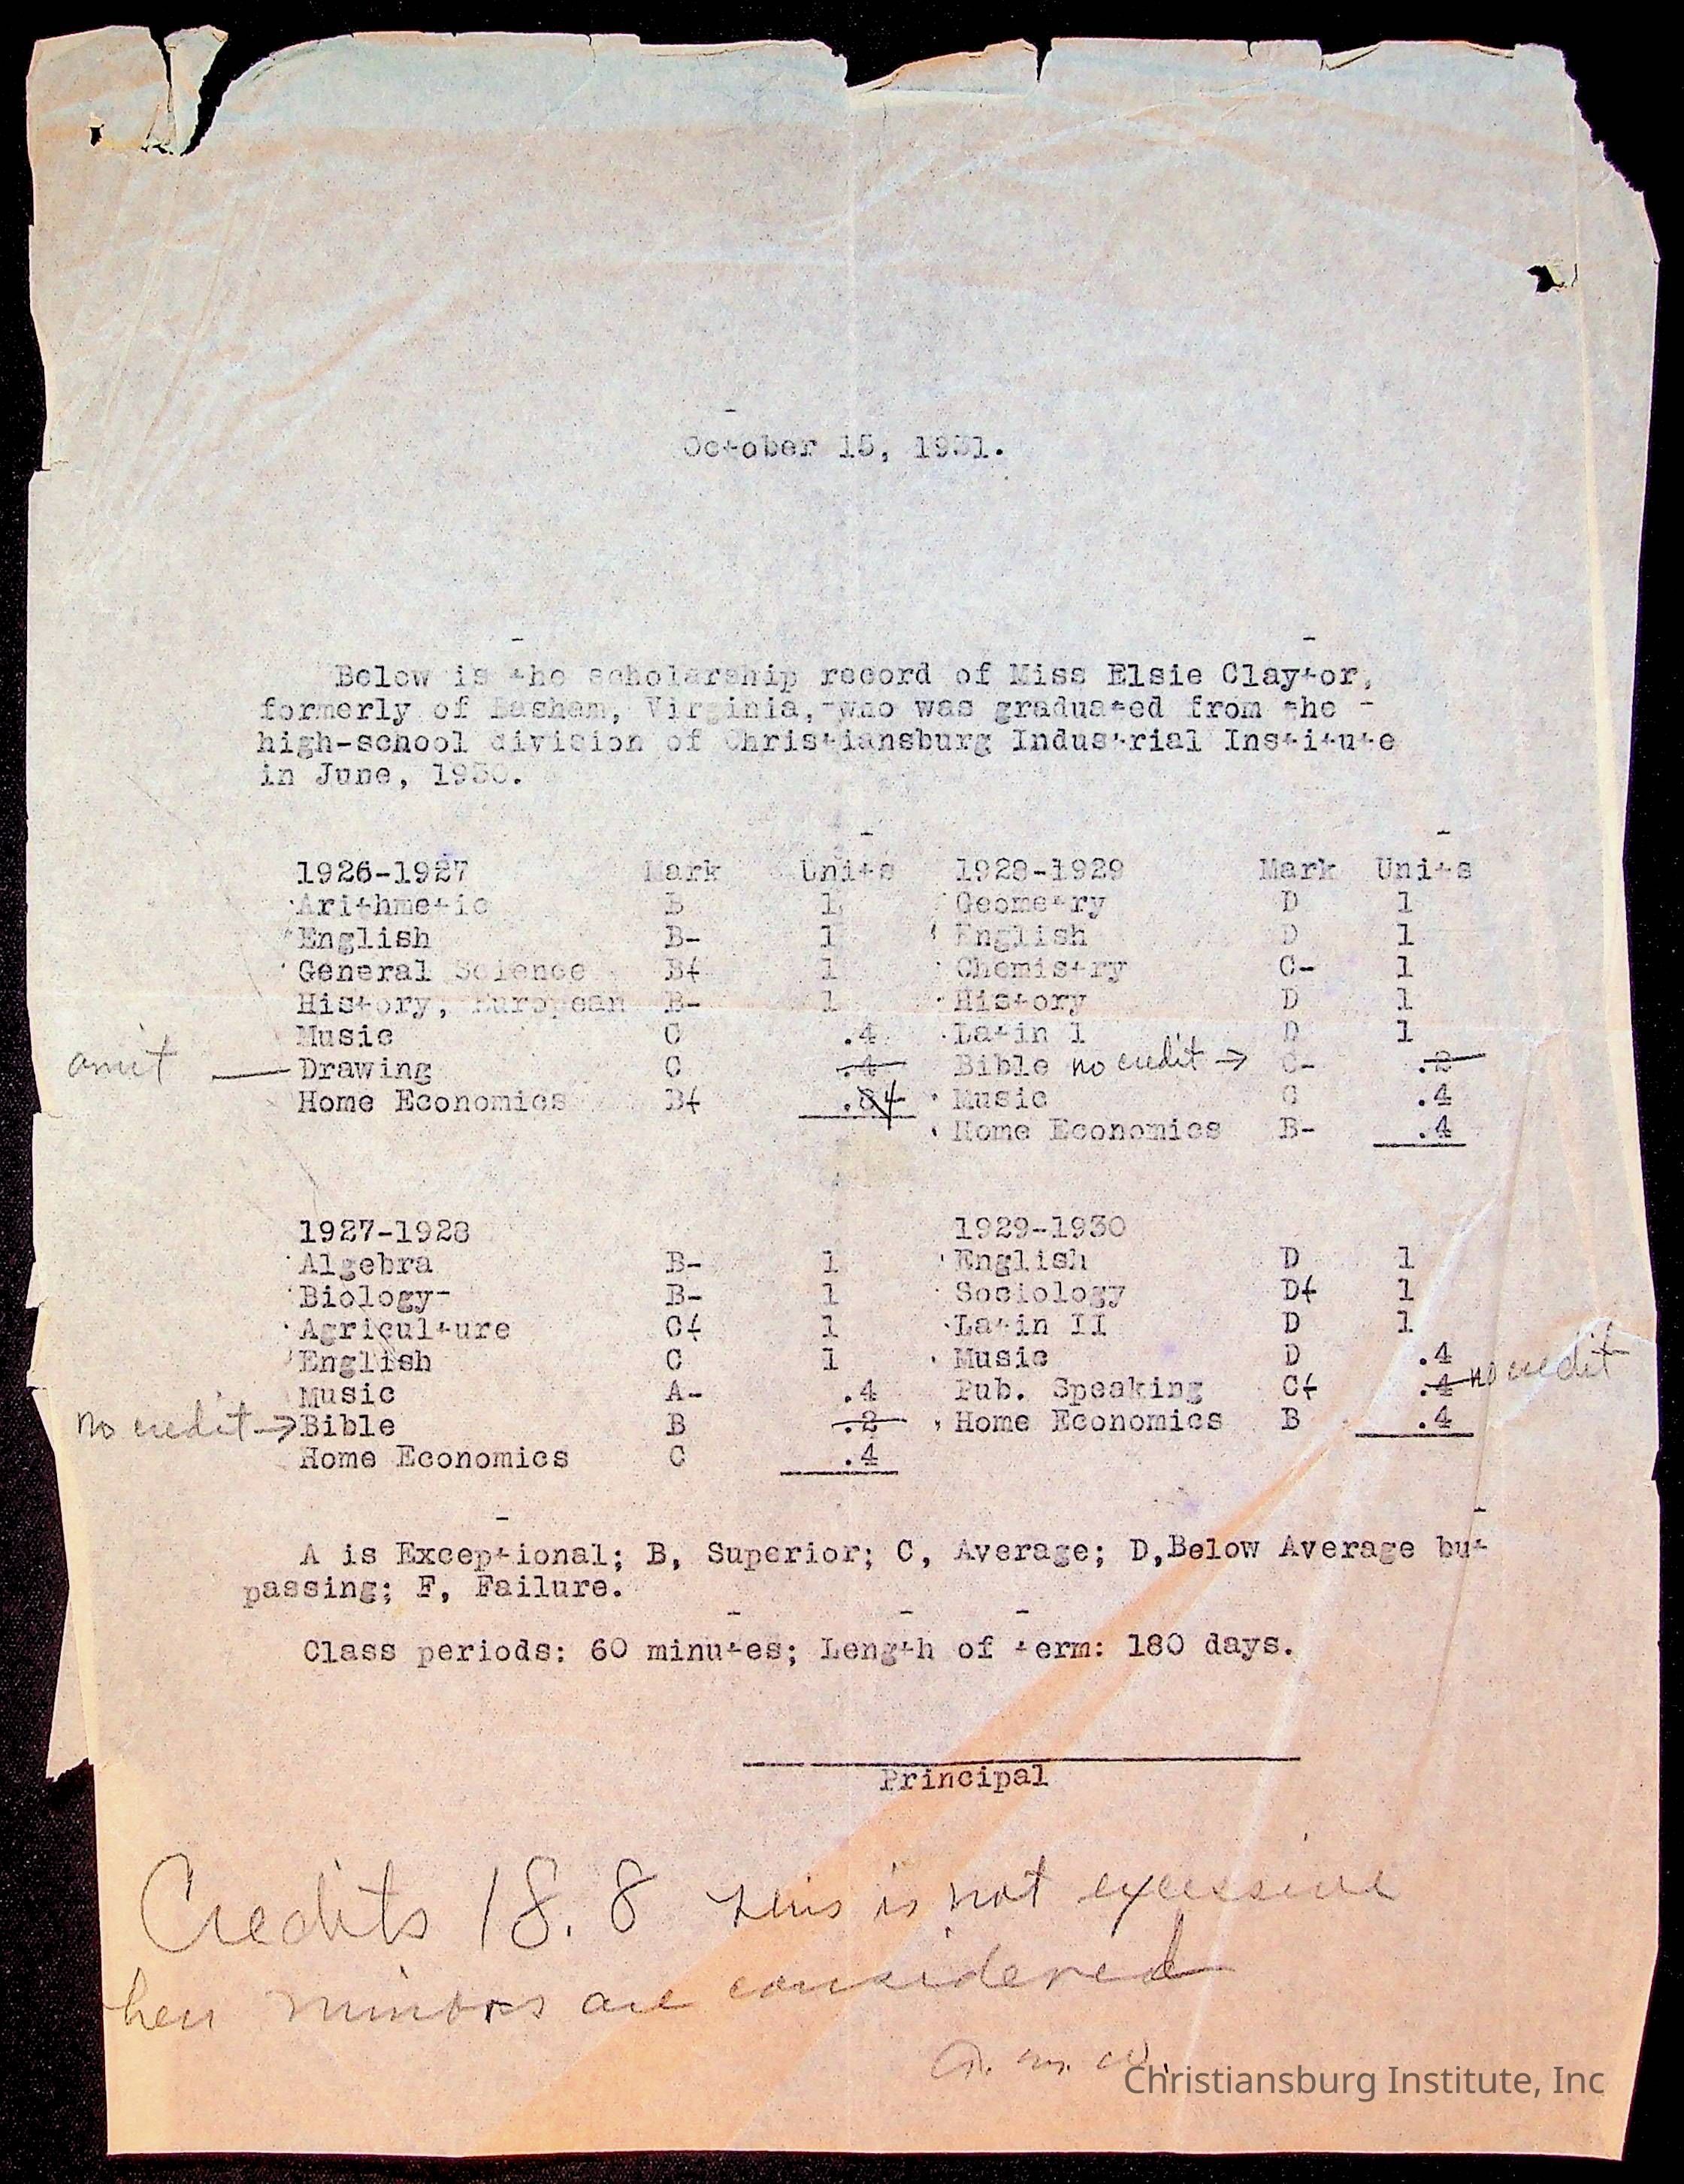 October 15, 1931.
Below is the scholarship record of Miss Elsie Claytor,
formerly of Basham, Virginia, who was graduated from the
high-school division of Christiansburg Industrial Institute
in June, 1930.
1926-1927 Mark Units
Arithmetic B 1
English B- 1
General Science B+ 1
History, European B- 1
Music C .4
omit — Drawing C .4
Home Economics B+ .84
1928-1929 Mark Units
Geometry D 1
English D 1
Chemistry C- 1
History D 1
Latin 1 D 1
Bible no credit → C- .2
Music C .4
Home Economics B- .4
1927-1928
Algebra B- 1
Biology B- 1
Agriculture C+ 1
English C 1
Music A- .4
no credit → Bible B .2
Home Economics C .4
1929-1930
English D 1
Sociology D+ 1
Latin II D 1
Music D .4
Pub. Speaking C+ .4 no credit
Home Economics B .4
A is Exceptional; B, Superior; C, Average; D,Below Average but
passing; F, Failure.
Class periods: 60 minutes; Length of term: 180 days.
Principal
Credits 18.8 This is not excessive
hen minors are considered
Christiansburg Institute, Inc